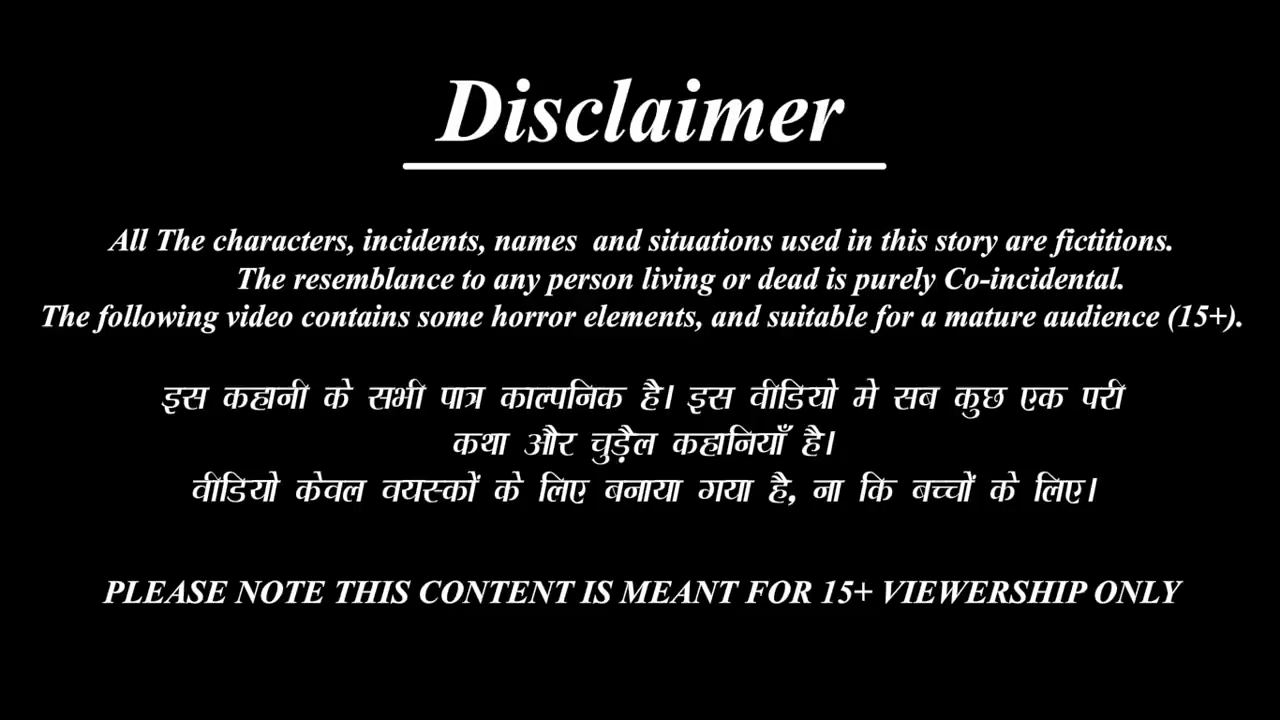 Disclaimer
All The characters, incidents, names and situations used in this story are fictitions.
The resemblance to any person living or dead is purely Co-incidental.
The following video contains some horror elements, and suitable for a mature audience (15+).
इस कहानी के सभी पात्र काल्पनिक है। इस वीडियो मे सब कुछ एक परी
कथा और चुड़ैल कहानियाँ है।
वीडियो केवल वयस्कों के लिए बनाया गया है, ना कि बच्चों के लिए।
PLEASE NOTE THIS CONTENT IS MEANT FOR 15+ VIEWERSHIP ONLY